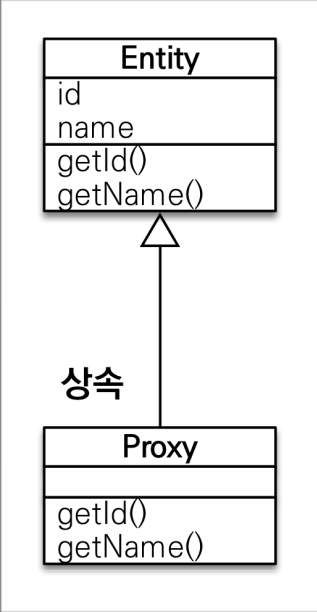 Entity
id
name
getId()
getName()
상속
Proxy
getId()
getName()